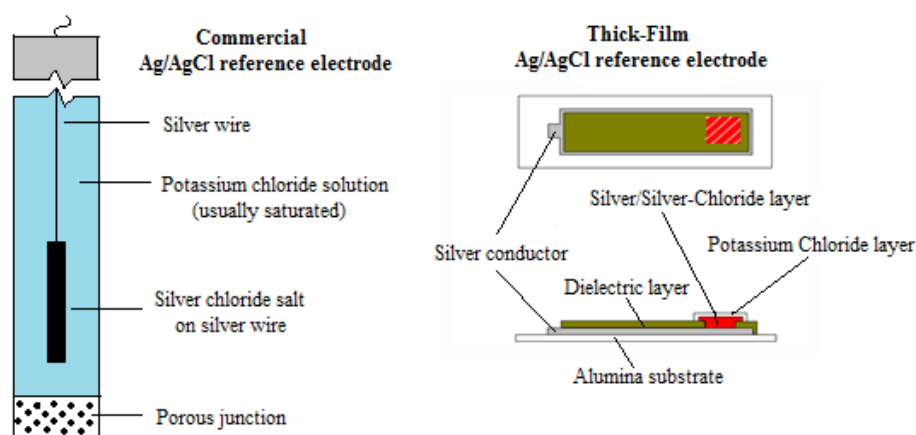 Commercial
Ag/AgCl reference electrode
Silver wire
Potassium chloride solution
(usually saturated)
Silver chloride salt
on silver wire
Porous junction
Thick-Film
Ag/AgCl reference electrode
Silver/Silver-Chloride layer
Potassium Chloride layer
Silver conductor
Dielectric layer
Alumina substrate